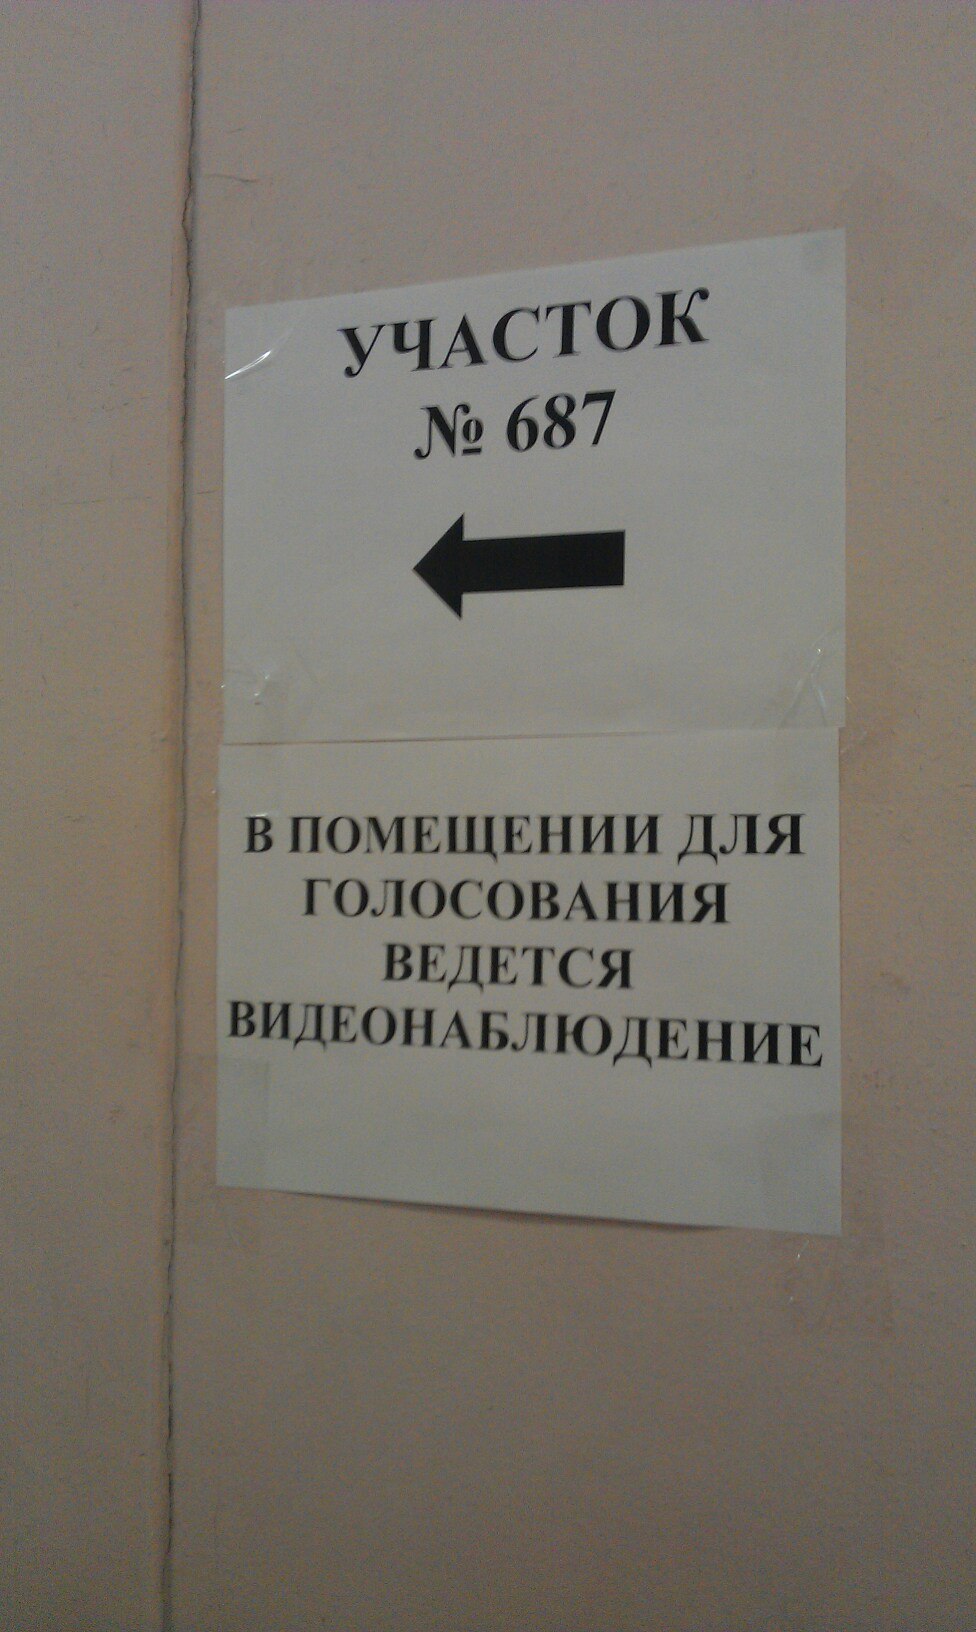 УЧАСТОК
№ 687
В ПОМЕЩЕНИИ ДЛЯ
ГОЛОСОВАНИЯ
ВЕДЕТСЯ
ВИДЕОНАБЛЮДЕНИЕ